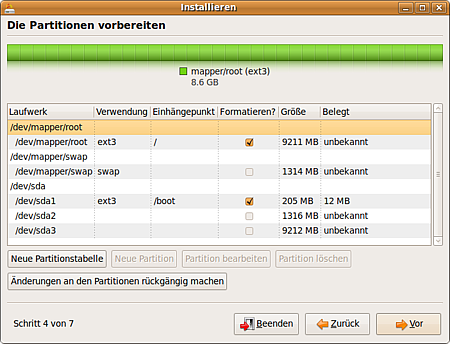 Installieren
Die Partitionen vorbereiten
mapper/root (ext3)
8.6 GB
Laufwerk Verwendung Einhängepunkt Formatieren? Größe Belegt
/dev/mapper/root
/dev/mapper/root ext3 / 9211 MB unbekannt
/dev/mapper/swap
/dev/mapper/swap swap 1314 MB unbekannt
/dev/sda
/dev/sda1 ext3 /boot 205 MB 12 MB
/dev/sda2 1316 MB unbekannt
/dev/sda3 9212 MB unbekannt
Neue Partitionstabelle Neue Partition Partition bearbeiten Partition löschen
Änderungen an den Partitionen rückgängig machen
Schritt 4 von 7 Beenden Zurück Vor